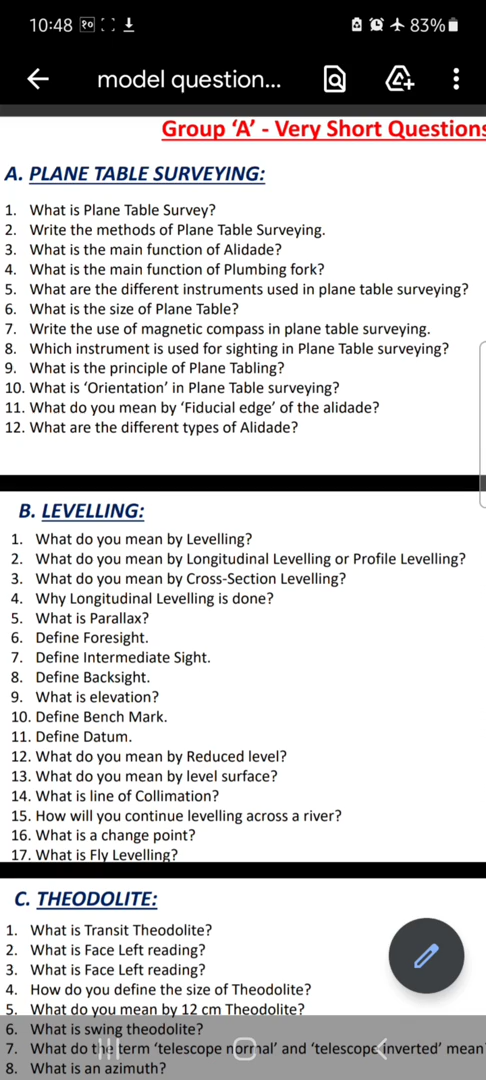 10:48 २० 83%
model question...
Group ‘A’ - Very Short Questions
A. PLANE TABLE SURVEYING:
1. What is Plane Table Survey?
2. Write the methods of Plane Table Surveying.
3. What is the main function of Alidade?
4. What is the main function of Plumbing fork?
5. What are the different instruments used in plane table surveying?
6. What is the size of Plane Table?
7. Write the use of magnetic compass in plane table surveying.
8. Which instrument is used for sighting in Plane Table surveying?
9. What is the principle of Plane Tabling?
10. What is ‘Orientation’ in Plane Table surveying?
11. What do you mean by ‘Fiducial edge’ of the alidade?
12. What are the different types of Alidade?
B. LEVELLING:
1. What do you mean by Levelling?
2. What do you mean by Longitudinal Levelling or Profile Levelling?
3. What do you mean by Cross-Section Levelling?
4. Why Longitudinal Levelling is done?
5. What is Parallax?
6. Define Foresight.
7. Define Intermediate Sight.
8. Define Backsight.
9. What is elevation?
10. Define Bench Mark.
11. Define Datum.
12. What do you mean by Reduced level?
13. What do you mean by level surface?
14. What is line of Collimation?
15. How will you continue levelling across a river?
16. What is a change point?
17. What is Fly Levelling?
C. THEODOLITE:
1. What is Transit Theodolite?
2. What is Face Left reading?
3. What is Face Left reading?
4. How do you define the size of Theodolite?
5. What do you mean by 12 cm Theodolite?
6. What is swing theodolite?
7. What do the term ‘telescope normal’ and ‘telescope inverted’ mean
8. What is an azimuth?